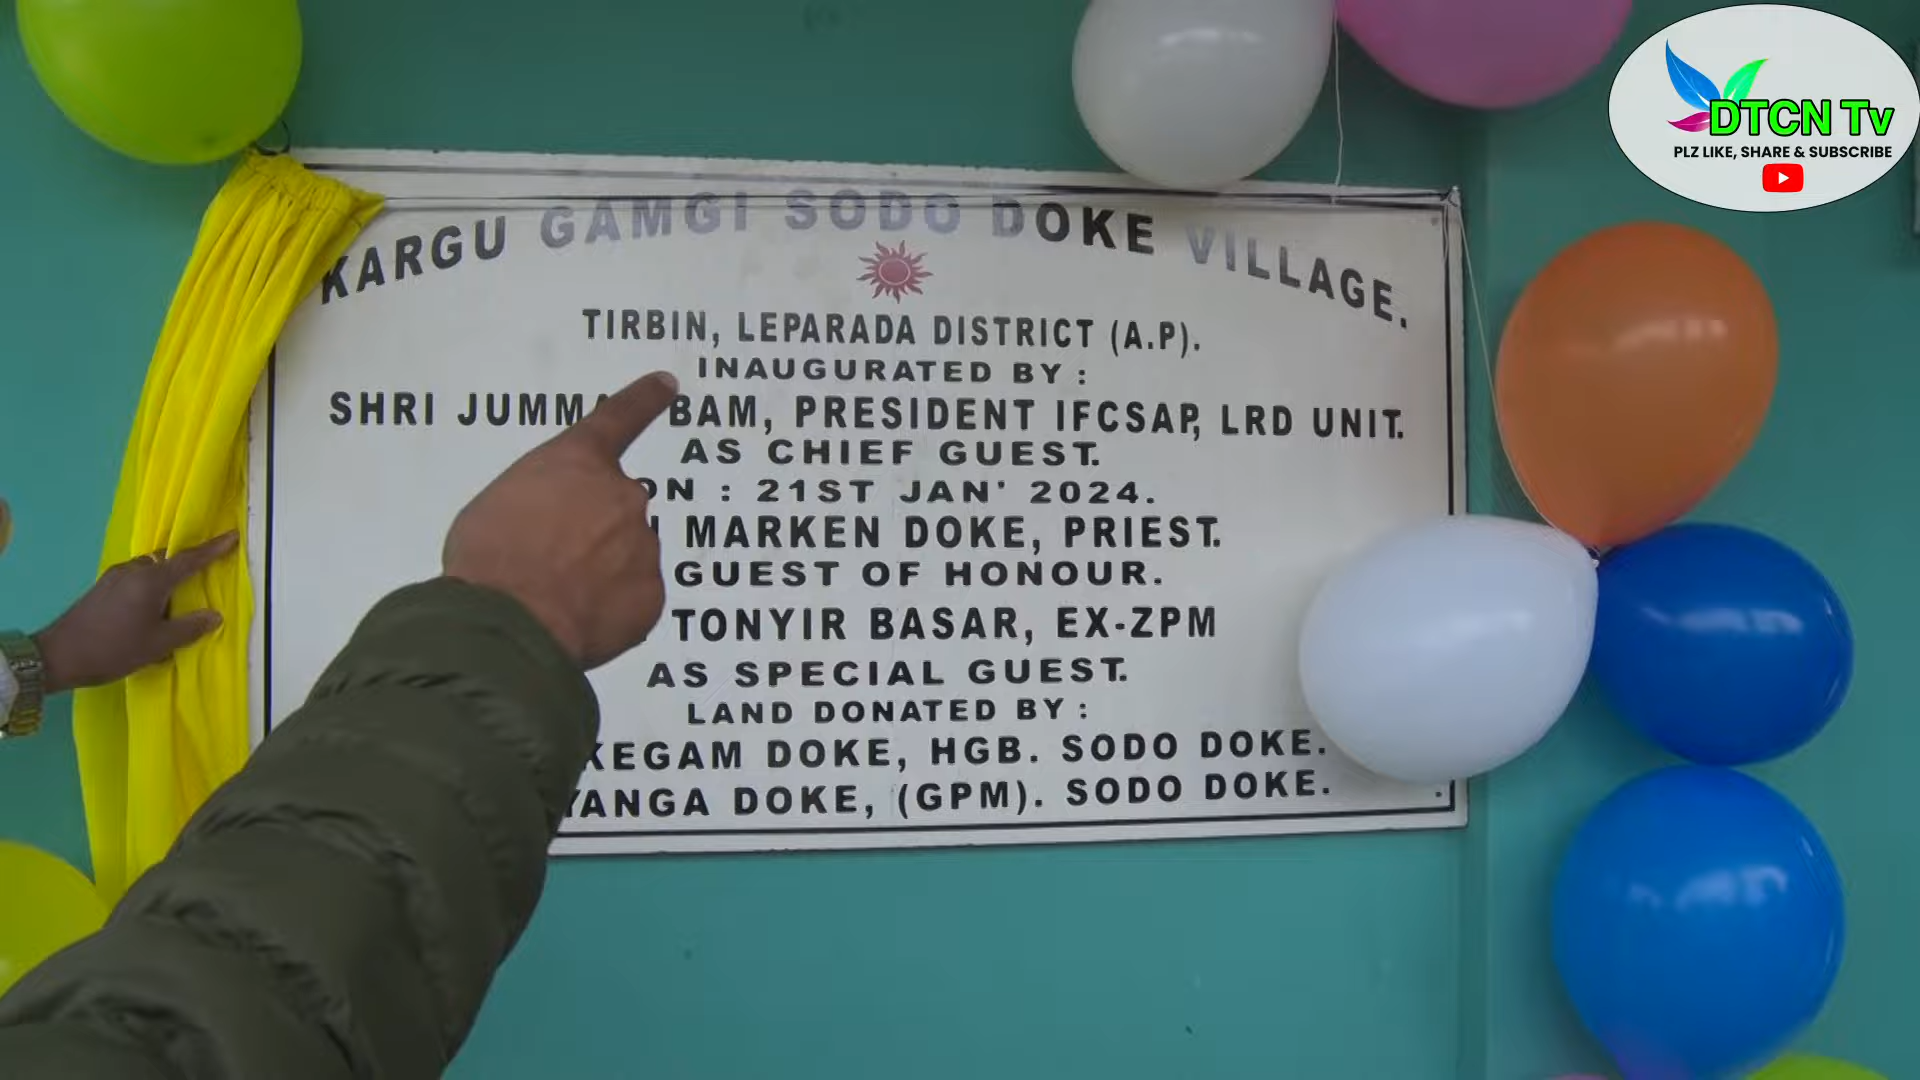 KARGU GAMGI SODO DOKE VILLAGE.
TIRBIN, LEPARADA DISTRICT (A.P).
INAUGURATED BY :
SHRI BAM, PRESIDENT IFCSAP, LRD UNIT.
AS CHIEF GUEST.
ON : 21ST JAN' 2024.
MARKEN DOKE, PRIEST.
GUEST OF HONOUR.
TONYIR BASAR, EX-ZPM
AS SPECIAL GUEST.
LAND DONATED BY :
KEGAM DOKE, HGB. SODO DOKE.
YANGA DOKE, (GPM). SODO DOKE.
DTCN Tv
PLZ LIKE, SHARE & SUBSCRIBE